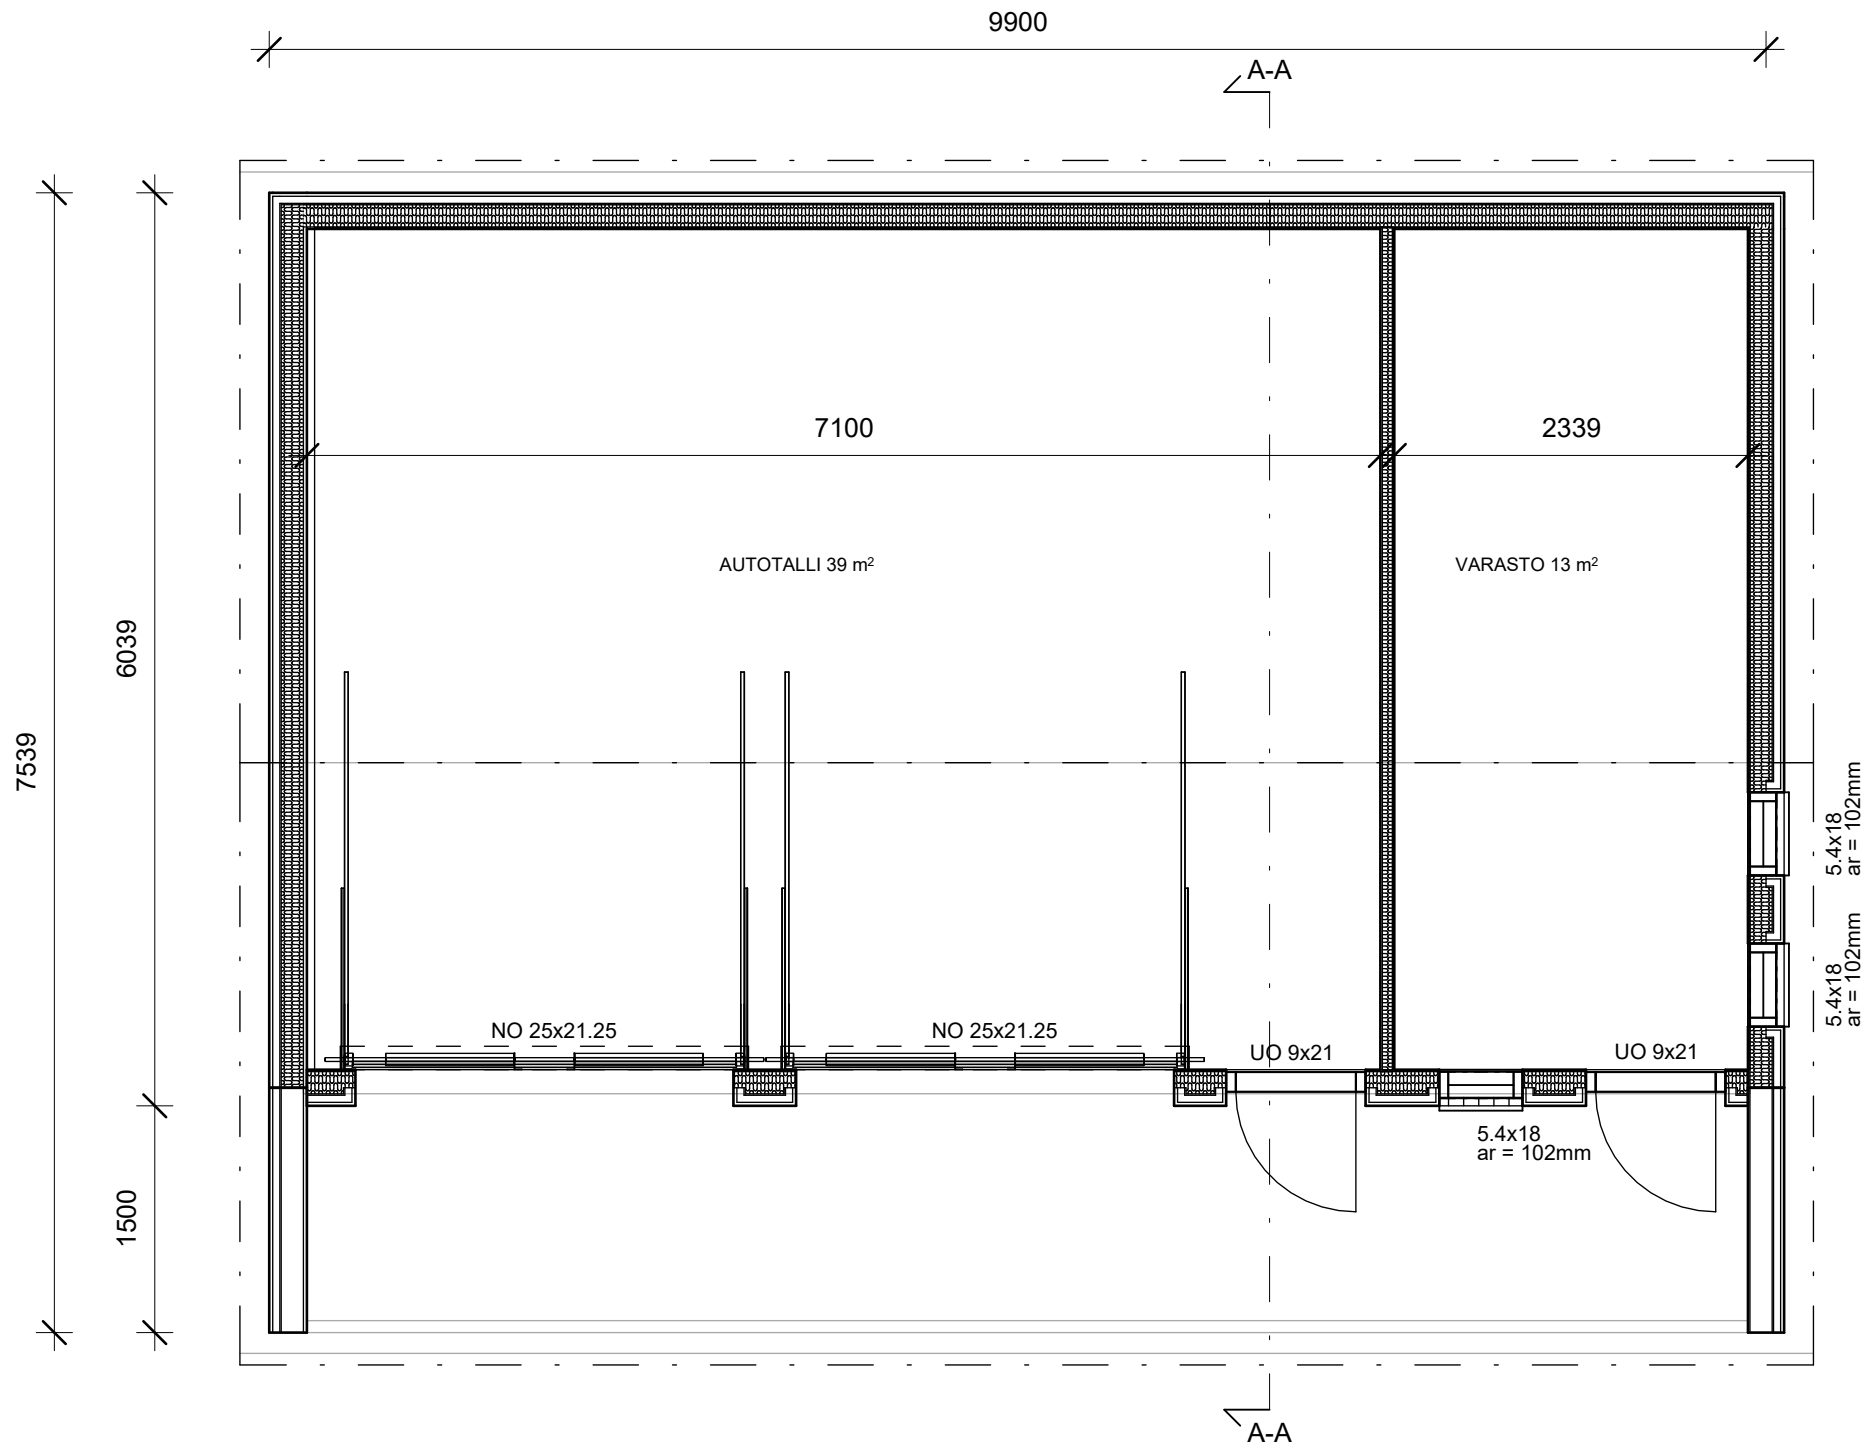 9900
A-A
7100
2339
AUTOTALLI 39 m²
VARASTO 13 m²
6039
7539
5.4x18
ar = 102mm
5.4x18
ar = 102mm
NO 25x21.25
NO 25x21.25
UO 9x21
UO 9x21
5.4x18
ar = 102mm
1500
A-A